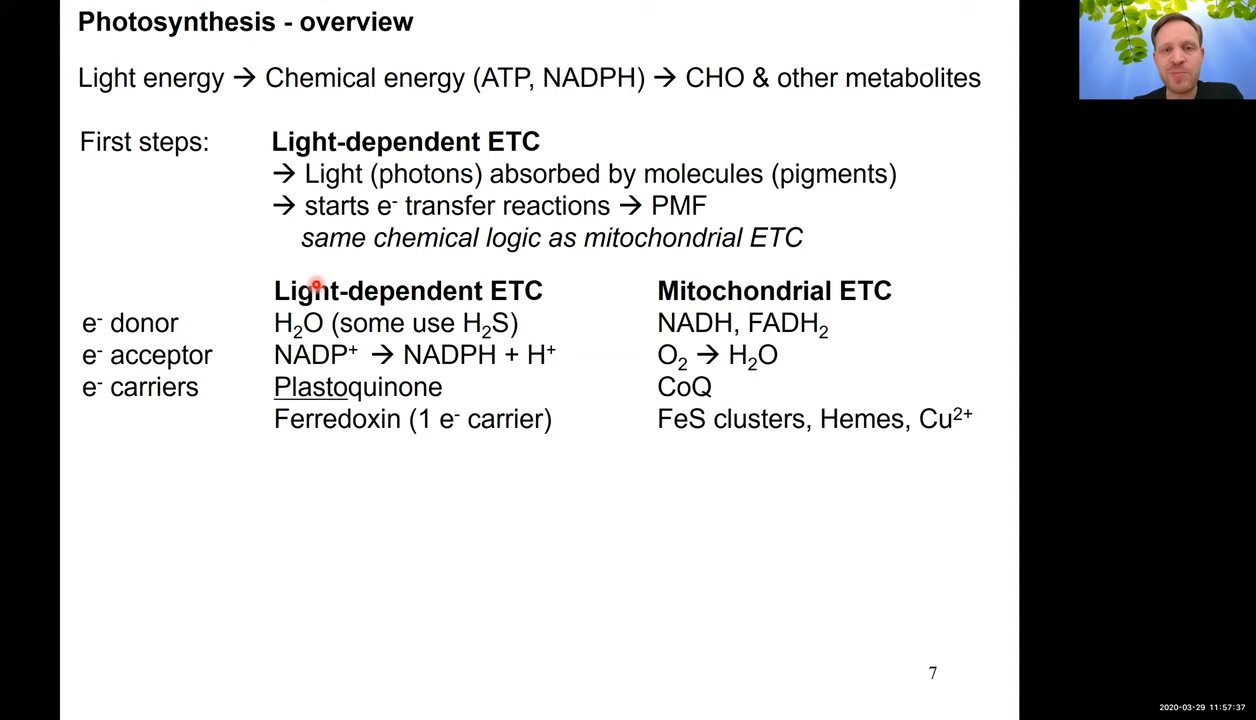 Photosynthesis - overview
Light energy → Chemical energy (ATP, NADPH) → CHO & other metabolites
First steps: Light-dependent ETC
→ Light (photons) absorbed by molecules (pigments)
→ starts e⁻ transfer reactions → PMF
same chemical logic as mitochondrial ETC
Light-dependent ETC Mitochondrial ETC
e⁻ donor H₂O (some use H₂S) NADH, FADH₂
e⁻ acceptor NADP⁺ → NADPH + H⁺ O₂ → H₂O
e⁻ carriers Plastoquinone CoQ
Ferredoxin (1 e⁻ carrier) FeS clusters, Hemes, Cu²⁺
7
2020-03-29 11:57:37